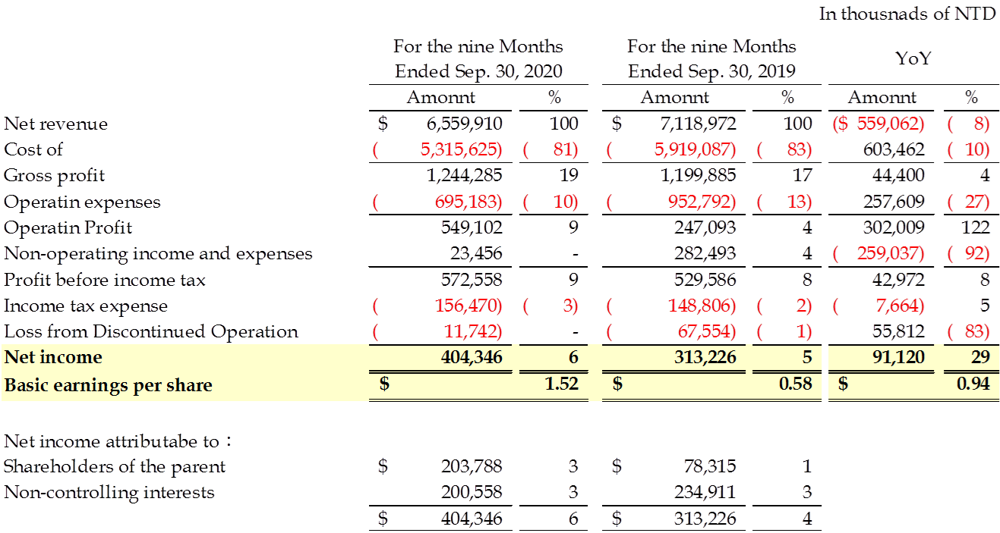 In thousnads of NTD
For the nine Months Ended Sep. 30, 2020 For the nine Months Ended Sep. 30, 2019 YoY
Amonnt % Amonnt % Amonnt %
Net revenue $ 6,559,910 100 $ 7,118,972 100 ($ 559,062) ( 8)
Cost of ( 5,315,625) ( 81) ( 5,919,087) ( 83) 603,462 ( 10)
Gross profit 1,244,285 19 1,199,885 17 44,400 4
Operatin expenses ( 695,183) ( 10) ( 952,792) ( 13) 257,609 ( 27)
Operatin Profit 549,102 9 247,093 4 302,009 122
Non-operating income and expenses 23,456 - 282,493 4 ( 259,037) ( 92)
Profit before income tax 572,558 9 529,586 8 42,972 8
Income tax expense ( 156,470) ( 3) ( 148,806) ( 2) ( 7,664) 5
Loss from Discontinued Operation ( 11,742) - ( 67,554) ( 1) 55,812 ( 83)
Net income 404,346 6 313,226 5 91,120 29
Basic earnings per share $ 1.52 $ 0.58 $ 0.94
Net income attributabe to：
Shareholders of the parent $ 203,788 3 $ 78,315 1
Non-controlling interests 200,558 3 234,911 3
$ 404,346 6 $ 313,226 4